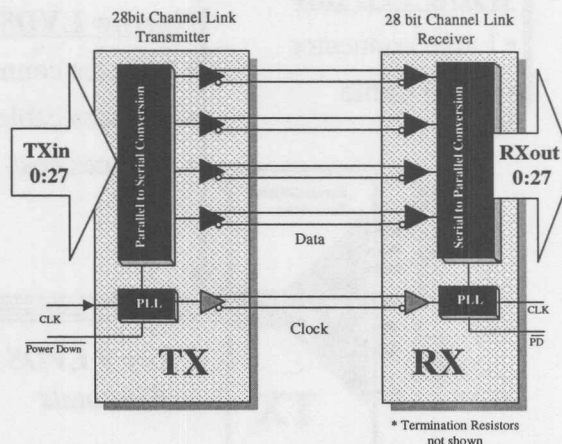 28bit Channel Link
Transmitter
28 bit Channel Link
Receiver
TXin
0:27
Parallel to Serial Conversion
Serial to Parallel Conversion
RXout
0:27
Data
PLL
PLL
CLK
CLK
Clock
Power Down
PD
TX
RX
* Termination Resistors
not shown